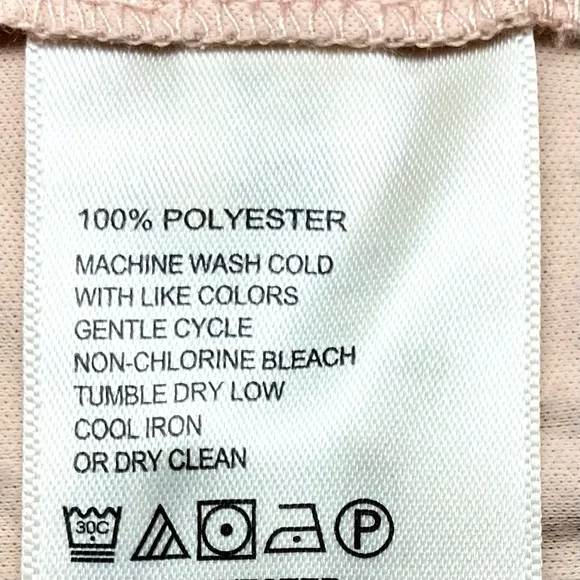 100% POLYESTER
MACHINE WASH COLD
WITH LIKE COLORS
GENTLE CYCLE
NON-CHLORINE BLEACH
TUMBLE DRY LOW
COOL IRON
OR DRY CLEAN
30C P